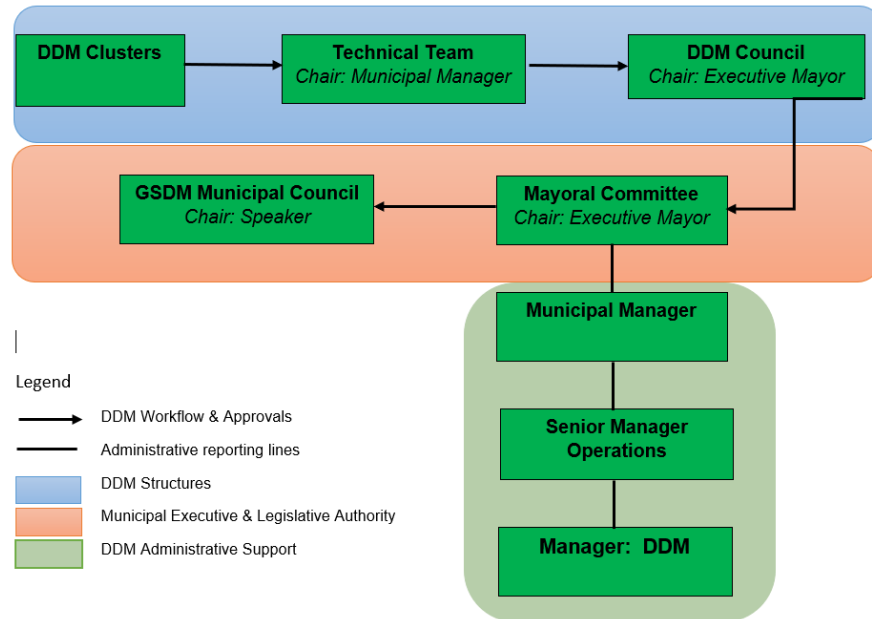 DDM Clusters
Technical Team
Chair: Municipal Manager
DDM Council
Chair: Executive Mayor
GSDM Municipal Council
Chair: Speaker
Mayoral Committee
Chair: Executive Mayor
Municipal Manager
Senior Manager
Operations
Manager:  DDM
Legend
DDM Workflow & Approvals
Administrative reporting lines
DDM Structures
Municipal Executive & Legislative Authority
DDM Administrative Support